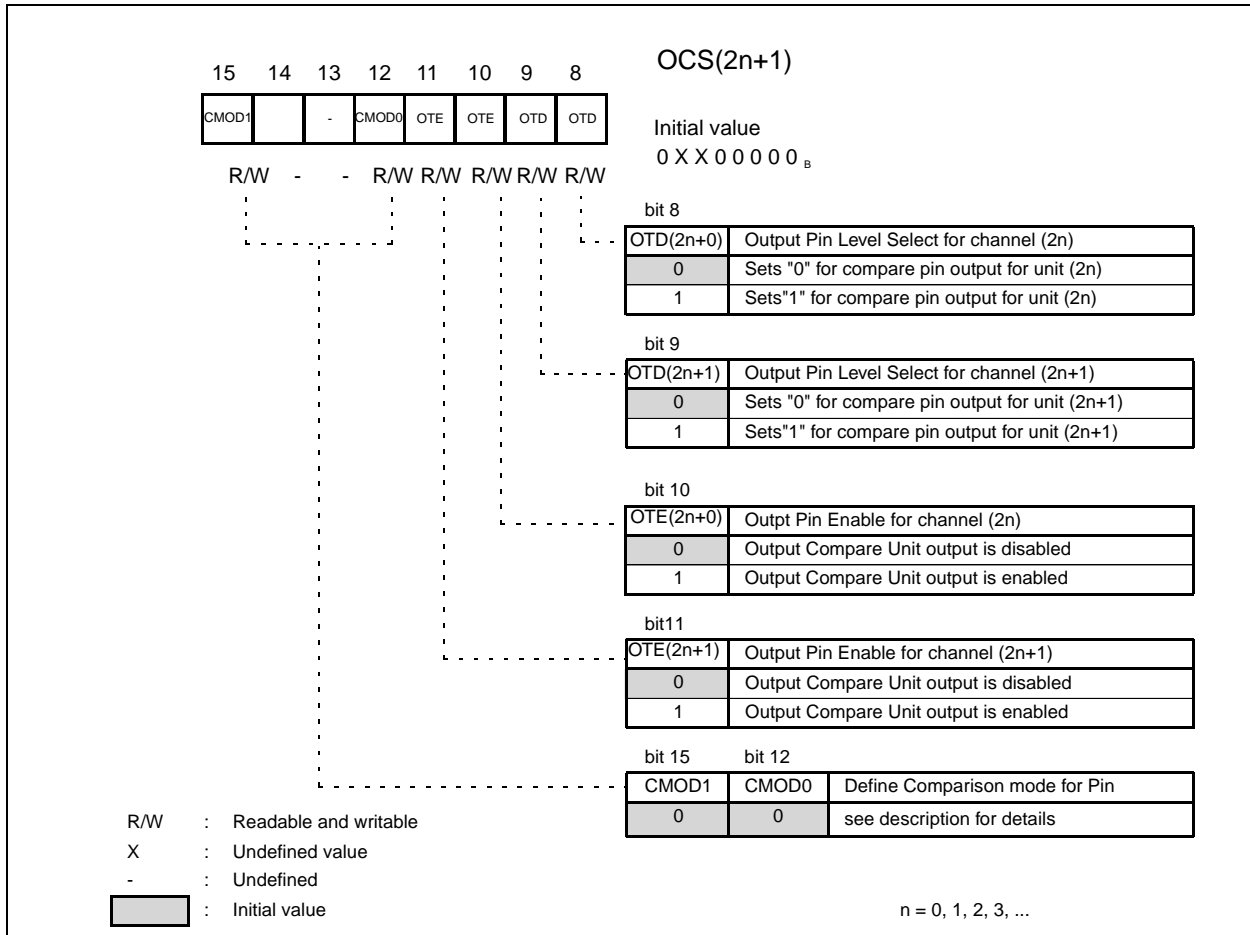 OCS(2n+1)
15 14 13 12 11 10 9 8
CMOD1 - CMOD0 OTE OTE OTD OTD
Initial value
0 X X 0 0 0 0 0 B
R/W - - R/W R/W R/W R/W R/W
bit 8
OTD(2n+0) Output Pin Level Select for channel (2n)
0 Sets "0" for compare pin output for unit (2n)
1 Sets"1" for compare pin output for unit (2n)
bit 9
OTD(2n+1) Output Pin Level Select for channel (2n+1)
0 Sets "0" for compare pin output for unit (2n+1)
1 Sets"1" for compare pin output for unit (2n+1)
bit 10
OTE(2n+0) Outpt Pin Enable for channel (2n)
0 Output Compare Unit output is disabled
1 Output Compare Unit output is enabled
bit11
OTE(2n+1) Output Pin Enable for channel (2n+1)
0 Output Compare Unit output is disabled
1 Output Compare Unit output is enabled
bit 15 bit 12
CMOD1 CMOD0 Define Comparison mode for Pin
0 0 see description for details
R/W : Readable and writable
X : Undefined value
- : Undefined
: Initial value
n = 0, 1, 2, 3, ...